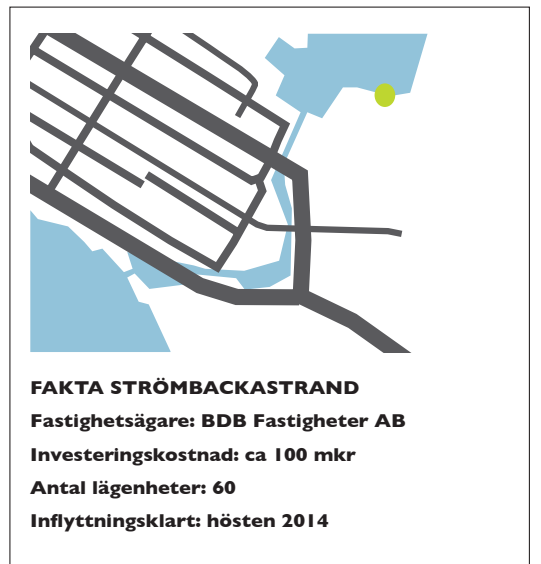 FAKTA STRÖMBACKASTRAND
Fastighetsägare: BDB Fastigheter AB
Investeringskostnad: ca 100 mkr
Antal lägenheter: 60
Inflyttningsklart: hösten 2014